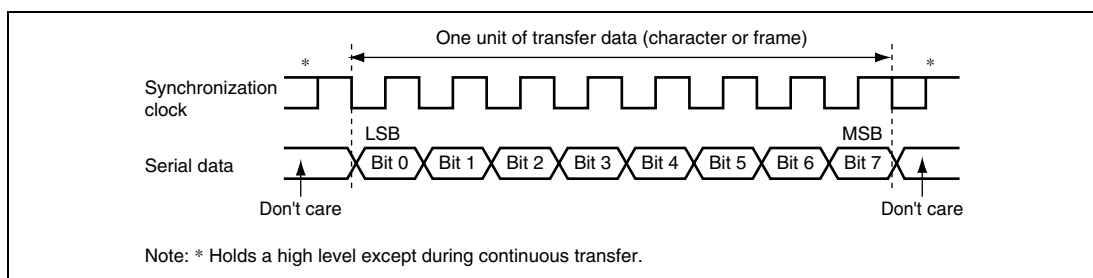 One unit of transfer data (character or frame)
* *
Synchronization
clock
LSB MSB
Serial data Bit 0 Bit 1 Bit 2 Bit 3 Bit 4 Bit 5 Bit 6 Bit 7
Don't care Don't care
Note: * Holds a high level except during continuous transfer.